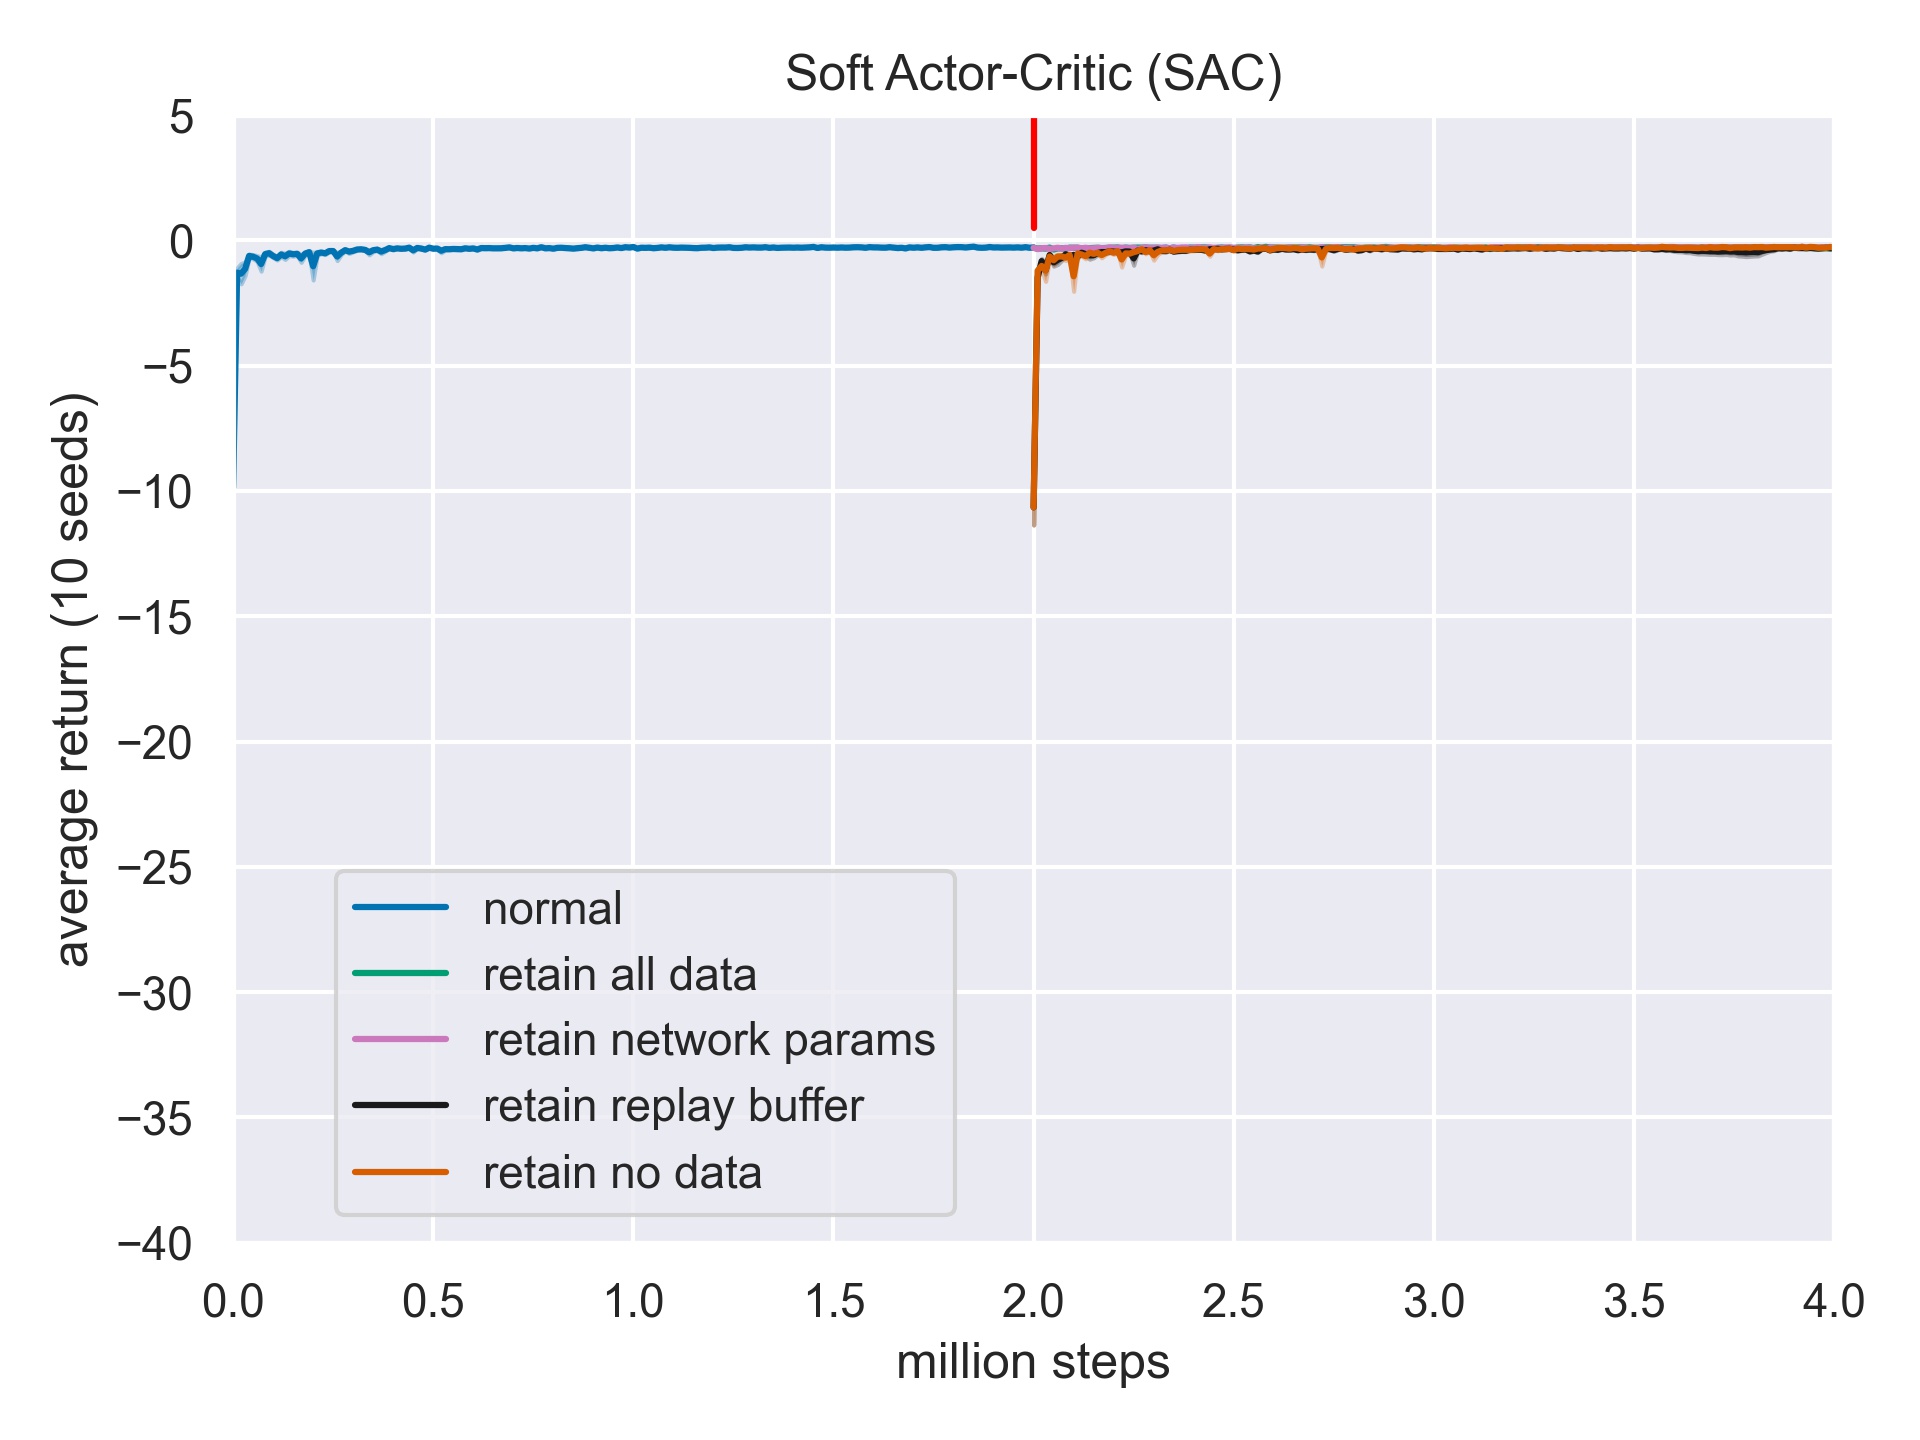 Soft Actor-Critic (SAC)
5
0
−5
−10
−15
−20
−25
−30
−35
−40
average return (10 seeds)
normal
retain all data
retain network params
retain replay buffer
retain no data
0.0 0.5 1.0 1.5 2.0 2.5 3.0 3.5 4.0
million steps